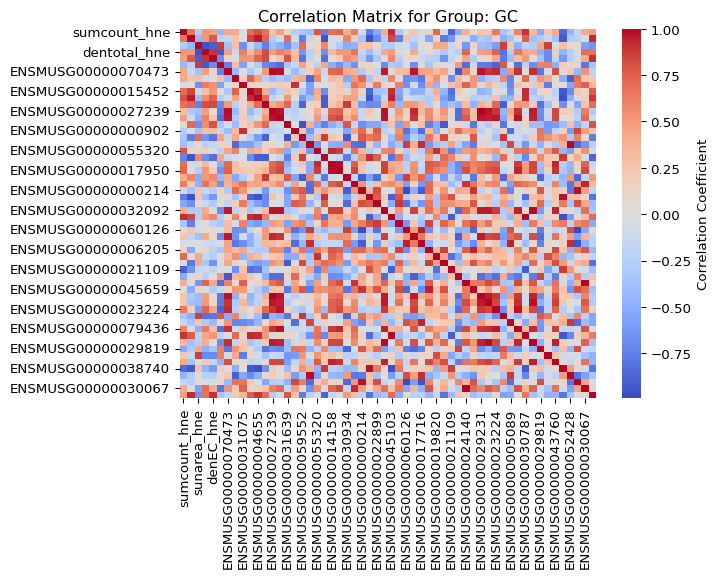 Correlation Matrix for Group: GC
sumcount_hne
dentotal_hne
ENSMUSG00000070473
ENSMUSG00000015452
ENSMUSG00000027239
ENSMUSG00000000902
ENSMUSG00000055320
ENSMUSG00000017950
ENSMUSG00000000214
ENSMUSG00000032092
ENSMUSG00000060126
ENSMUSG00000006205
ENSMUSG00000021109
ENSMUSG00000045659
ENSMUSG00000023224
ENSMUSG00000079436
ENSMUSG00000029819
ENSMUSG00000038740
ENSMUSG00000030067
sumcount_hne
sunarea_hne
denEC_hne
ENSMUSG00000070473
ENSMUSG00000031075
ENSMUSG00000004655
ENSMUSG00000027239
ENSMUSG00000031639
ENSMUSG00000059552
ENSMUSG00000055320
ENSMUSG00000014158
ENSMUSG00000030934
ENSMUSG00000000214
ENSMUSG00000022899
ENSMUSG00000045103
ENSMUSG00000060126
ENSMUSG00000017716
ENSMUSG00000019820
ENSMUSG00000021109
ENSMUSG00000024140
ENSMUSG00000029231
ENSMUSG00000023224
ENSMUSG00000005089
ENSMUSG00000030787
ENSMUSG00000029819
ENSMUSG00000043760
ENSMUSG00000052428
ENSMUSG00000030067
1.00
0.75
0.50
0.25
0.00
−0.25
−0.50
−0.75
Correlation Coefficient